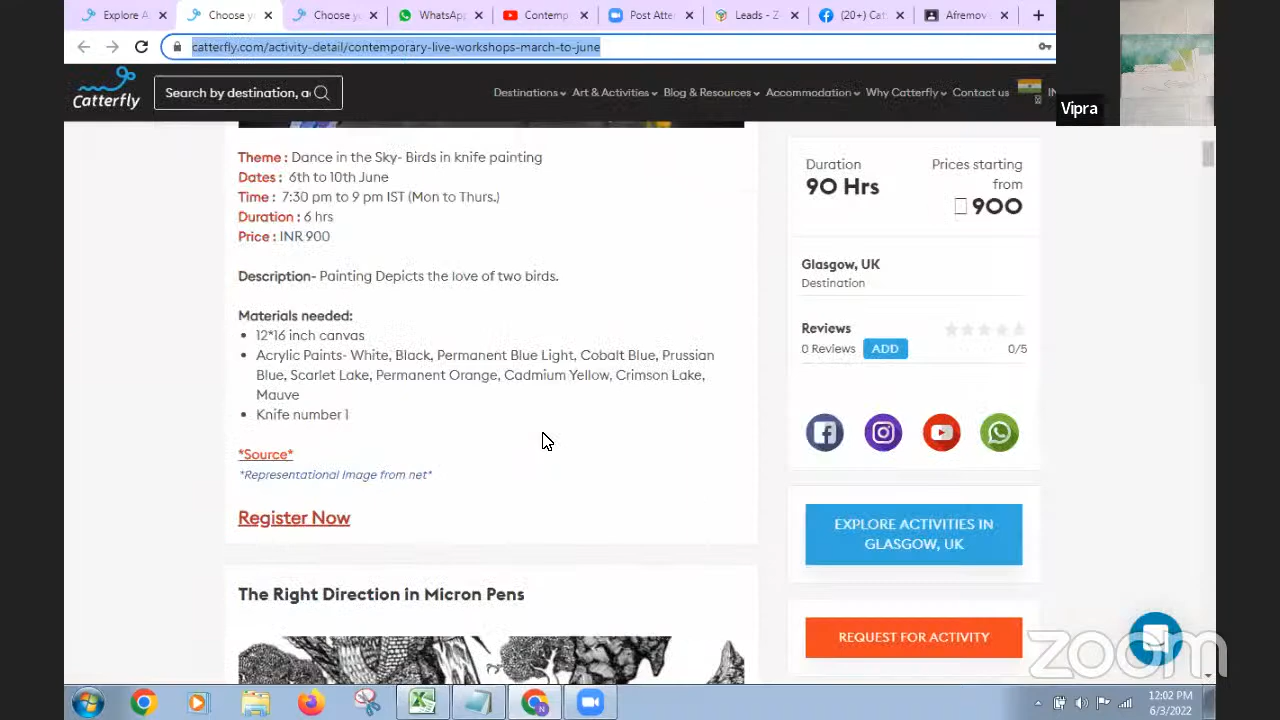 Explore A
Choose y
Choose y
WhatsApp
Contemp
Post Atte
Leads - Z
(20+) Cat
Afremov
catterfly.com/activity-detail/contemporary-live-workshops-march-to-june
Vipra
Catterfly
Search by destination, a
Destinations
Art & Activities
Blog & Resources
Accommodation
Why Catterfly
Contact us
IN
Theme : Dance in the Sky- Birds in knife painting
Dates : 6th to 10th June
Time : 7:30 pm to 9 pm IST (Mon to Thurs.)
Duration : 6 hrs
Price : INR 900
Description- Painting Depicts the love of two birds.
Materials needed:
• 12*16 inch canvas
• Acrylic Paints- White, Black, Permanent Blue Light, Cobalt Blue, Prussian
Blue, Scarlet Lake, Permanent Orange, Cadmium Yellow, Crimson Lake,
Mauve
• Knife number 1
*Source*
*Representational Image from net*
Register Now
The Right Direction in Micron Pens
Duration
90 Hrs
Prices starting
from
900
Glasgow, UK
Destination
Reviews
0 Reviews ADD 0/5
EXPLORE ACTIVITIES IN
GLASGOW, UK
REQUEST FOR ACTIVITY
zoom
12:02 PM
6/3/2022